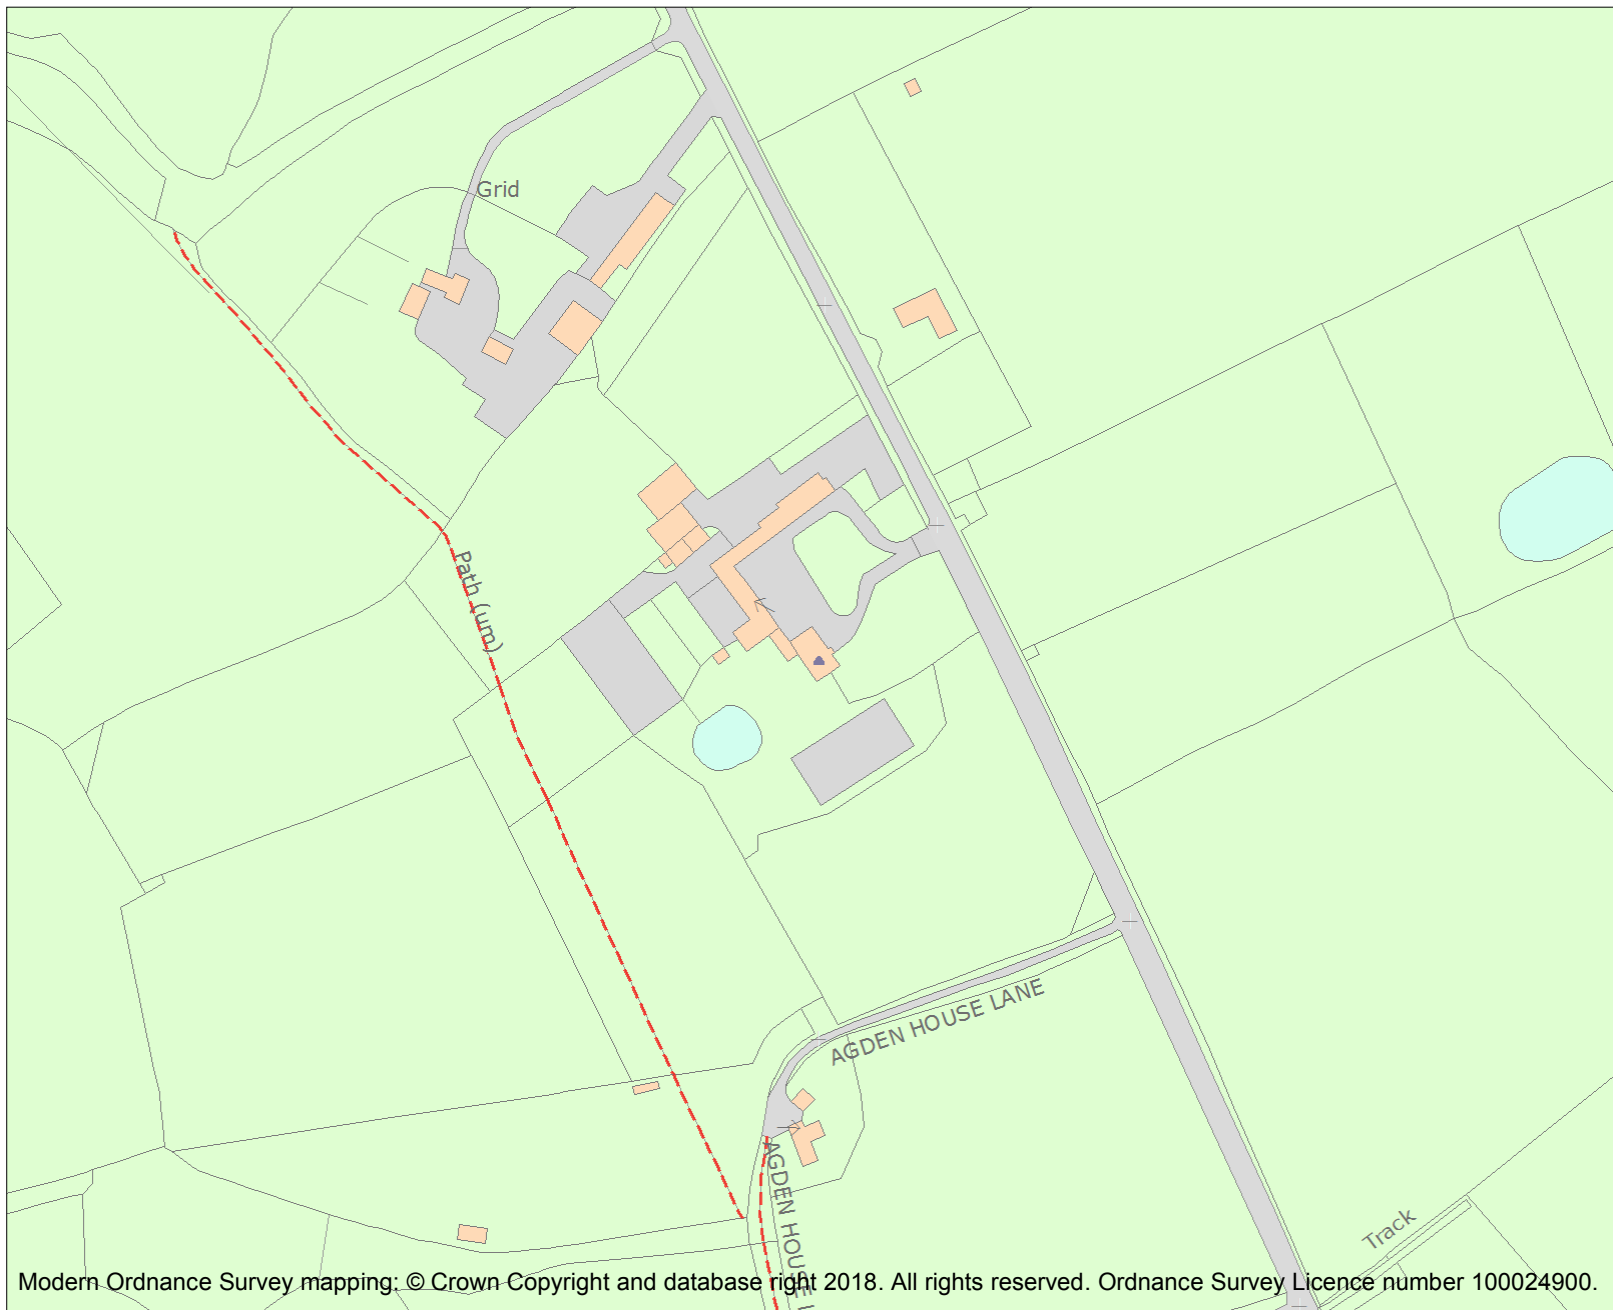 Grid
Path (um)
AGDEN HOUSE LANE
AGDEN HOUSE L
Track
Modern Ordnance Survey mapping: © Crown Copyright and database right 2018. All rights reserved. Ordnance Survey Licence number 100024900.